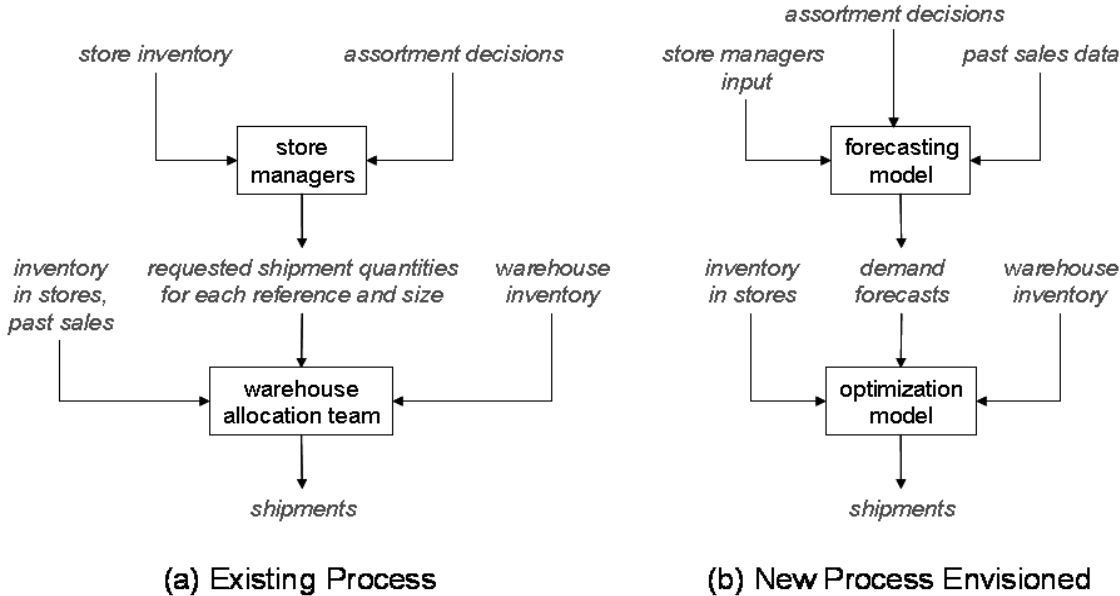 store inventory
assortment decisions
store
managers
inventory
in stores,
past sales
requested shipment quantities
for each reference and size
warehouse
inventory
warehouse
allocation team
shipments
(a) Existing Process
assortment decisions
store managers
input
past sales data
forecasting
model
inventory
in stores
demand
forecasts
warehouse
inventory
optimization
model
shipments
(b) New Process Envisioned